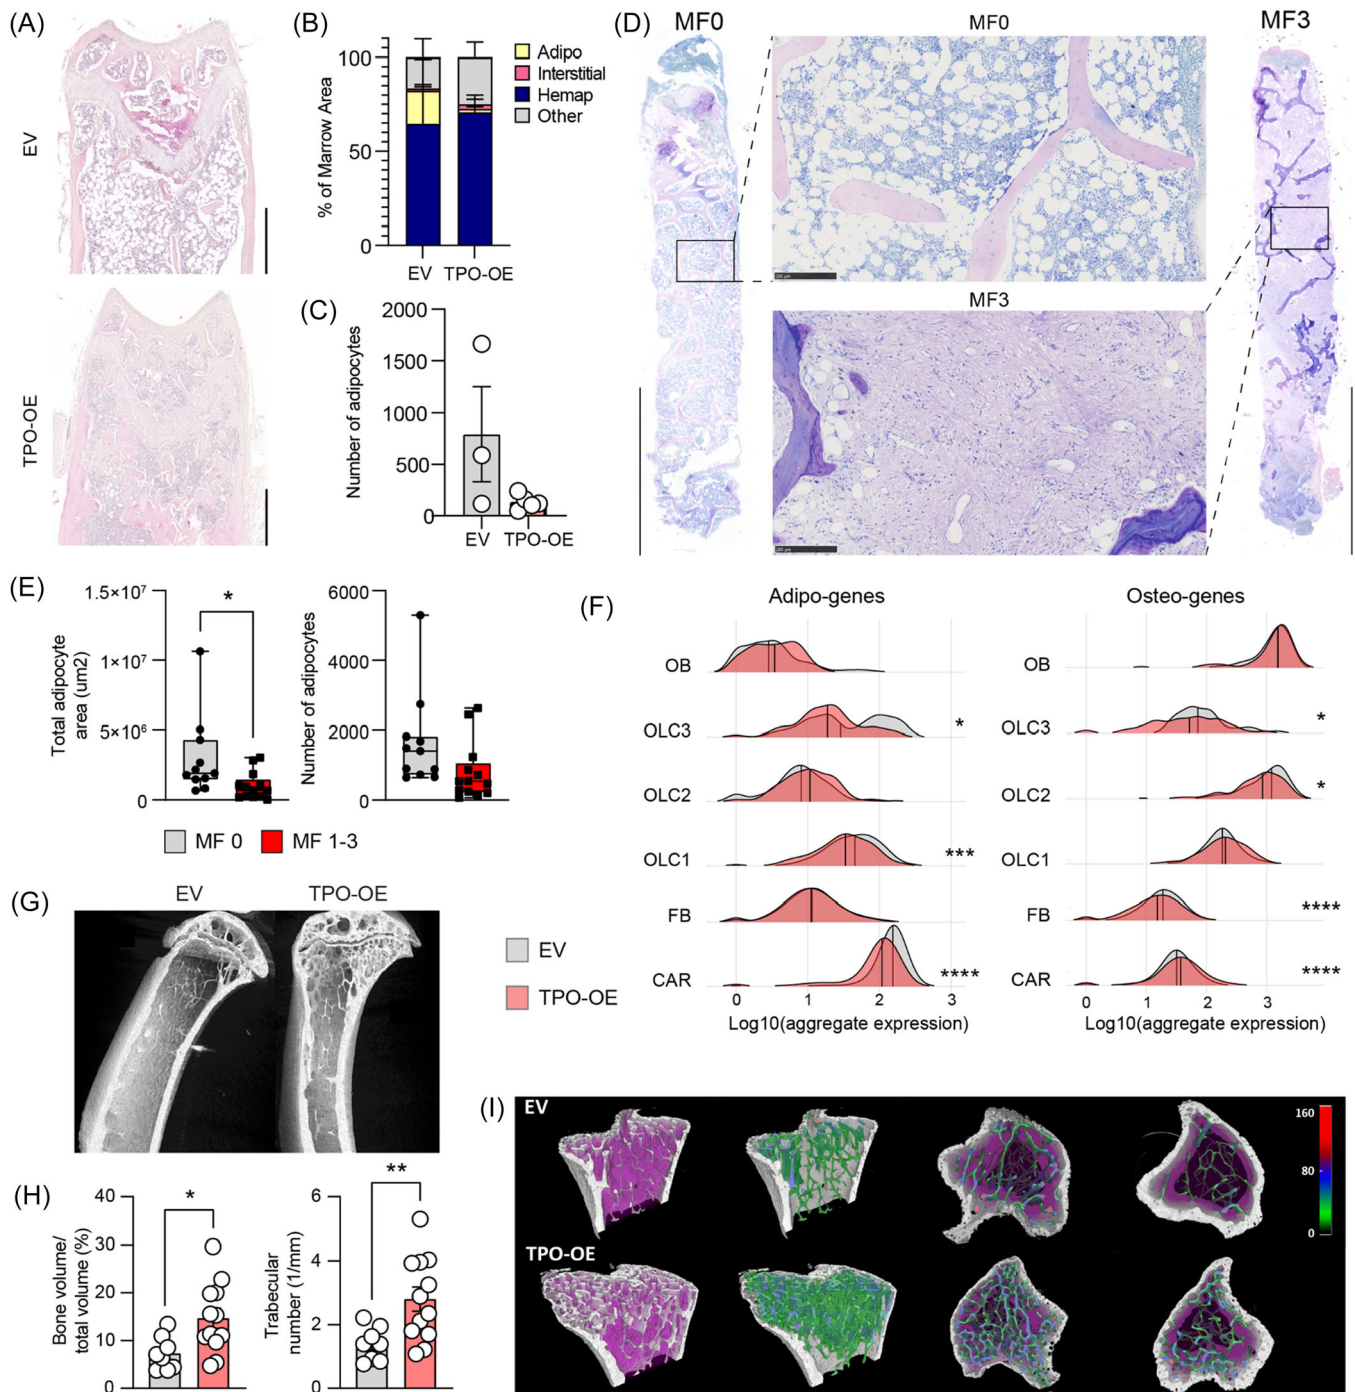 (A)
EV
TPO-OE
(B)
% of Marrow Area
100
50
0
EV
TPO-OE
Adipo
Interstitial
Hemap
Other
(C)
Number of adipocytes
2000
1500
1000
500
0
EV
TPO-OE
(D)
MF0
MF0
MF3
MF3
(E)
Total adipocyte
area (um2)
1.5×10⁷
1×10⁷
5×10⁶
0
*
Number of adipocytes
6000
4000
2000
0
MF 0
MF 1-3
(F)
Adipo-genes
Osteo-genes
OB
OB
OLC3
*
OLC3
*
OLC2
OLC2
*
OLC1
***
OLC1
FB
FB
****
CAR
****
CAR
****
0 1 2 3
0 1 2 3
Log10(aggregate expression)
Log10(aggregate expression)
EV
TPO-OE
(G)
EV
TPO-OE
(H)
Bone volume/
total volume (%)
40
30
20
10
0
*
Trabecular
number (1/mm)
6
4
2
0
**
(I)
EV
TPO-OE
160
80
0